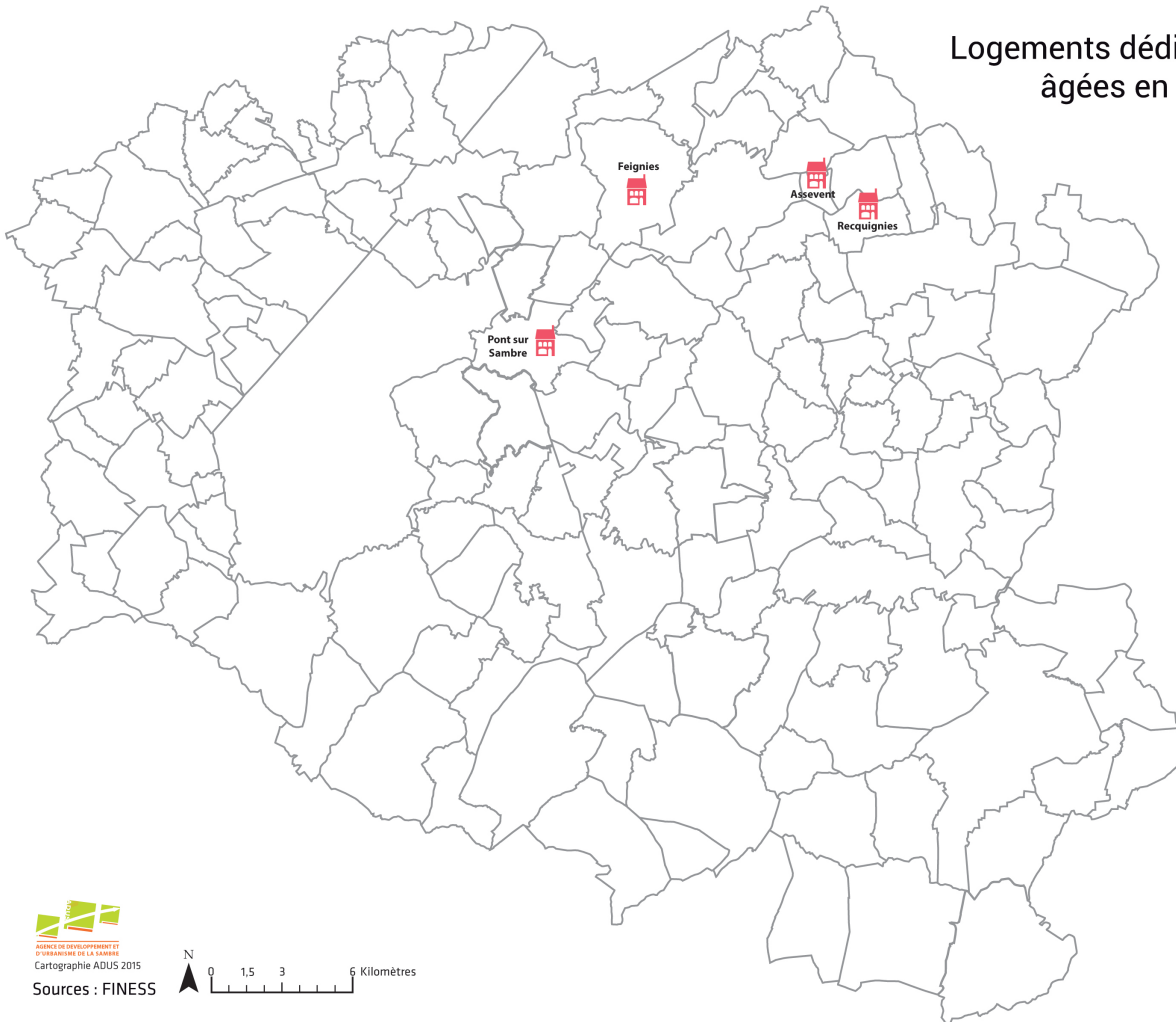 Logements dédi
âgées en
Feignies
Assevent
Recquignies
Pont sur
Sambre
AGENCE DE DEVELOPPEMENT ET
D'URBANISME DE LA SAMBRE
Cartographie ADUS 2015
Sources : FINESS
N
0 1,5 3 6 Kilomètres